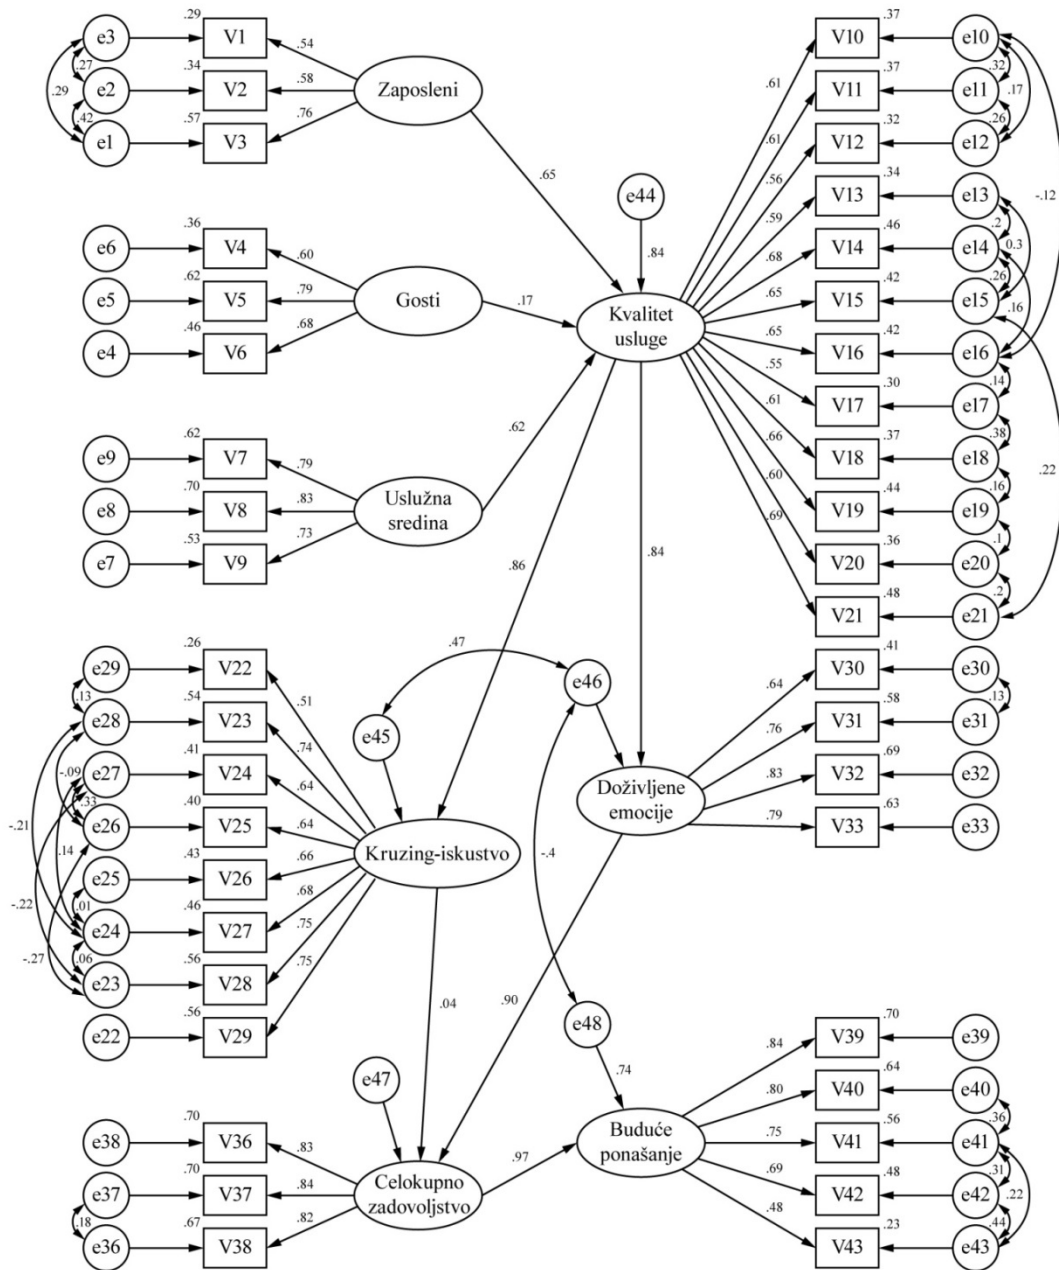 e3
.29
V1
.54
.27
e2
.34
V2
.58
Zaposleni
.29
.42
e1
.57
V3
.76
.65
e6
.36
V4
.60
e5
.62
V5
.79
Gosti
.17
e4
.46
V6
.68
e44
.84
Kvalitet
usluge
e9
.62
V7
.79
e8
.70
V8
.83
Uslužna
sredina
.62
e7
.53
V9
.73
.86
.84
.61
V10
.37
e10
.32
.17
.61
V11
.37
e11
.26
.56
V12
.32
e12
-.12
.59
V13
.34
e13
.2
0.3
.68
V14
.46
e14
.26
.16
.65
V15
.42
e15
.65
V16
.42
e16
.14
.55
V17
.30
e17
.38
.61
V18
.37
e18
.16
.22
.66
V19
.44
e19
.1
.60
V20
.36
e20
.2
.69
V21
.48
e21
e29
.26
V22
.51
.13
e28
.54
V23
.74
e27
.41
V24
.64
-.09
.33
e26
.40
V25
.64
-.21
.14
e25
.43
V26
.66
.01
e24
.46
V27
.68
-.22
.06
e23
.56
V28
.75
-.27
e22
.56
V29
.75
Kruzing-iskustvo
e45
.47
e46
-.4
Doživljene
emocije
.64
V30
.41
e30
.13
.76
V31
.58
e31
.83
V32
.69
e32
.79
V33
.63
e33
.04
.90
e48
.74
e47
e38
.70
V36
.83
e37
.70
V37
.84
.18
e36
.67
V38
.82
Celokupno
zadovoljstvo
.97
Buduće
ponašanje
.84
V39
.70
e39
.80
V40
.64
e40
.36
.75
V41
.56
e41
.31
.22
.69
V42
.48
e42
.44
.48
V43
.23
e43